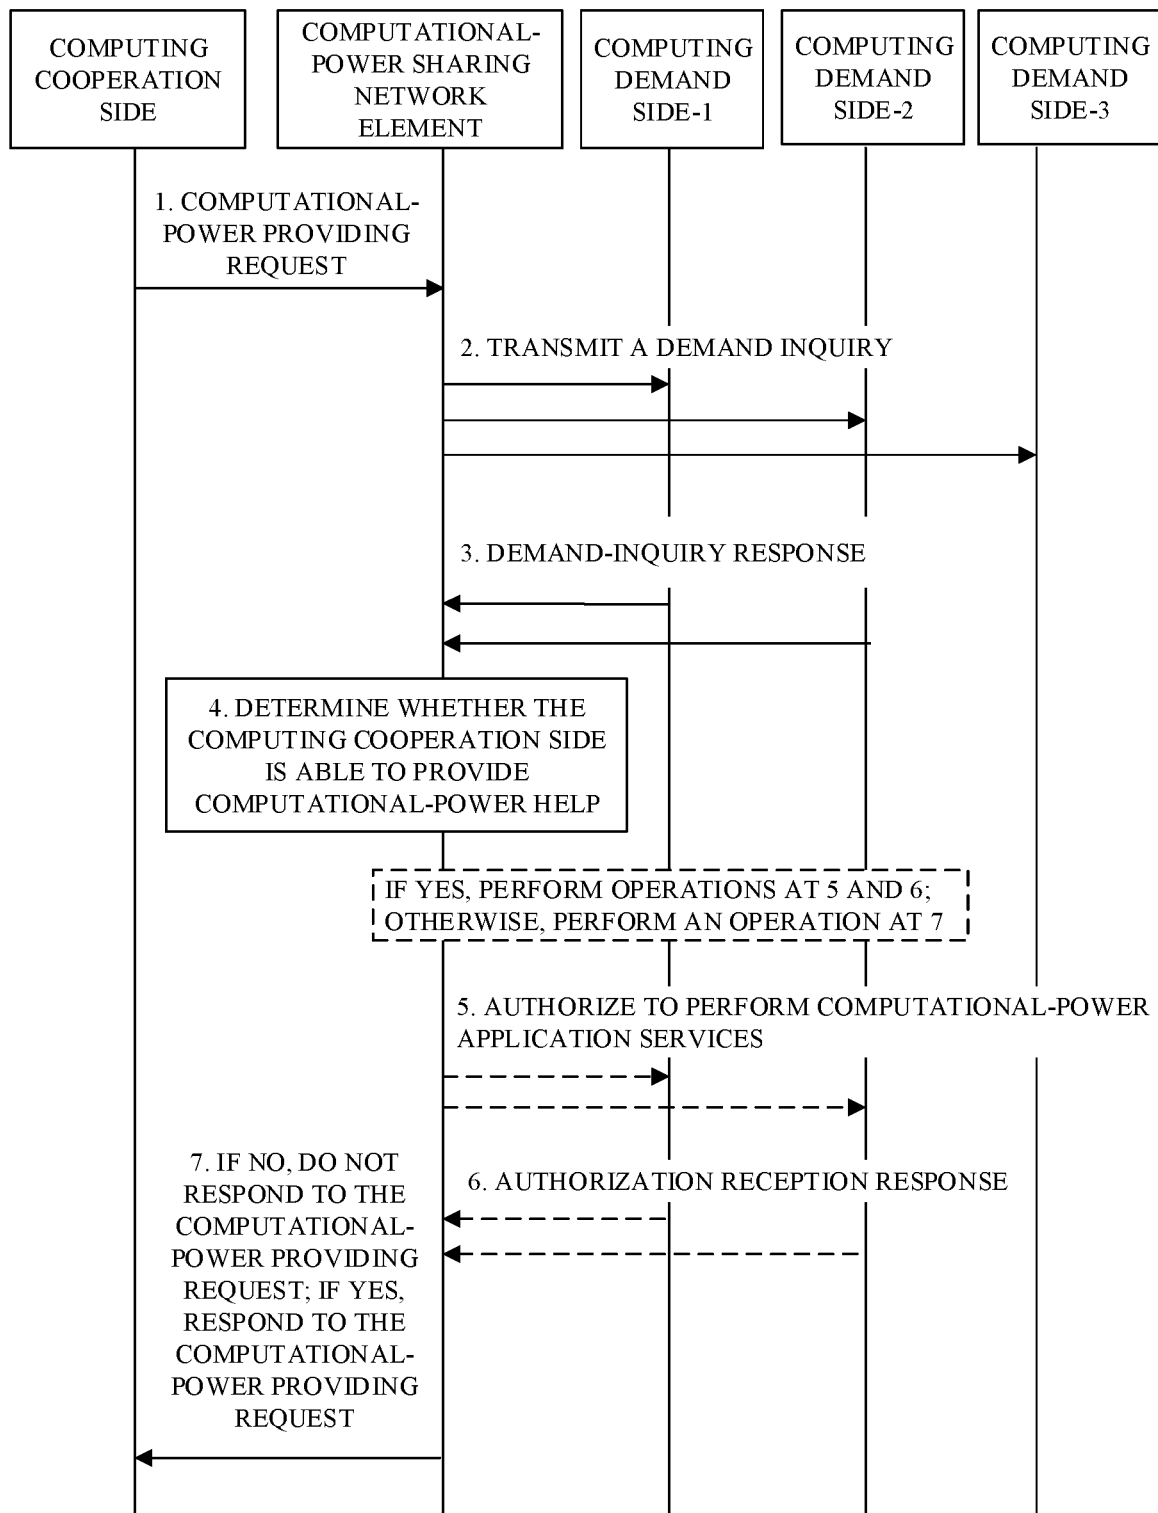 COMPUTING
COOPERATION
SIDE
COMPUTATIONAL-
POWER SHARING
NETWORK
ELEMENT
COMPUTING
DEMAND
SIDE-1
COMPUTING
DEMAND
SIDE-2
COMPUTING
DEMAND
SIDE-3
1. COMPUTATIONAL-
POWER PROVIDING
REQUEST
2. TRANSMIT A DEMAND INQUIRY
3. DEMAND-INQUIRY RESPONSE
4. DETERMINE WHETHER THE
COMPUTING COOPERATION SIDE
IS ABLE TO PROVIDE
COMPUTATIONAL-POWER HELP
IF YES, PERFORM OPERATIONS AT 5 AND 6;
OTHERWISE, PERFORM AN OPERATION AT 7
5. AUTHORIZE TO PERFORM COMPUTATIONAL-POWER
APPLICATION SERVICES
6. AUTHORIZATION RECEPTION RESPONSE
7. IF NO, DO NOT
RESPOND TO THE
COMPUTATIONAL-
POWER PROVIDING
REQUEST; IF YES,
RESPOND TO THE
COMPUTATIONAL-
POWER PROVIDING
REQUEST